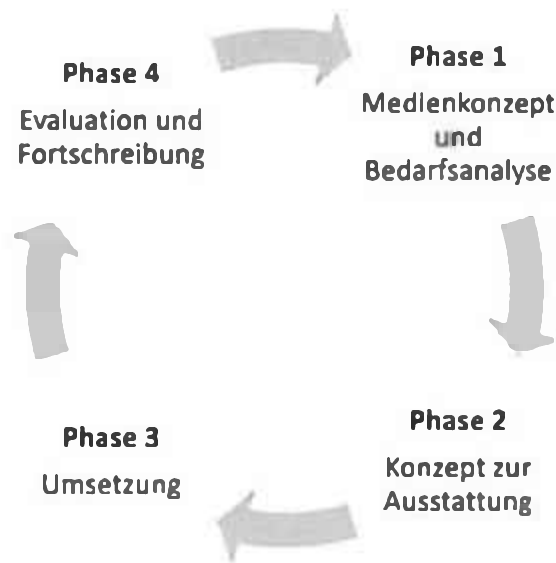 Phase 1
Medienkonzept
und
Bedarfsanalyse
Phase 2
Konzept zur
Ausstattung
Phase 3
Umsetzung
Phase 4
Evaluation und
Fortschreibung